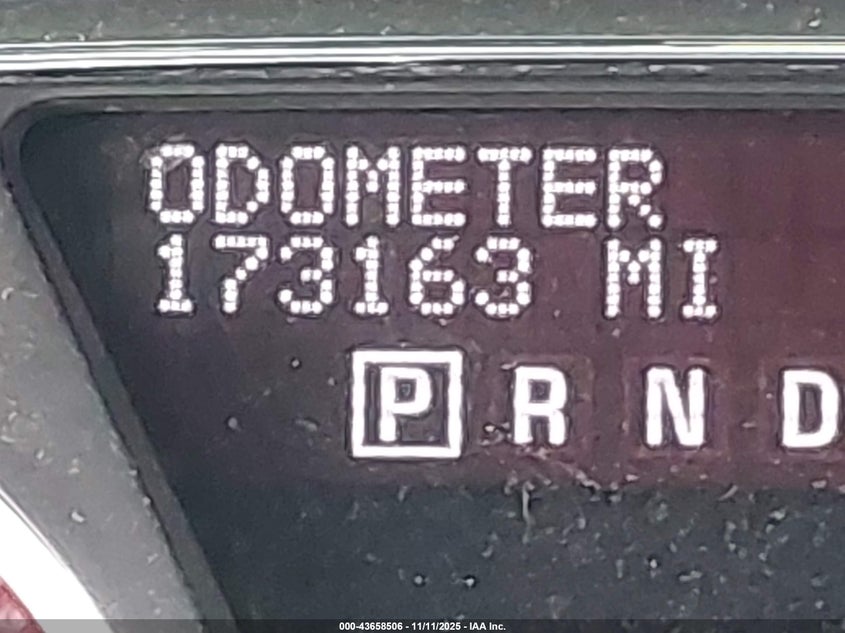 ODOMETER
173163 MI
P R N D
000-43658506 - 11/11/2025 - IAA Inc.